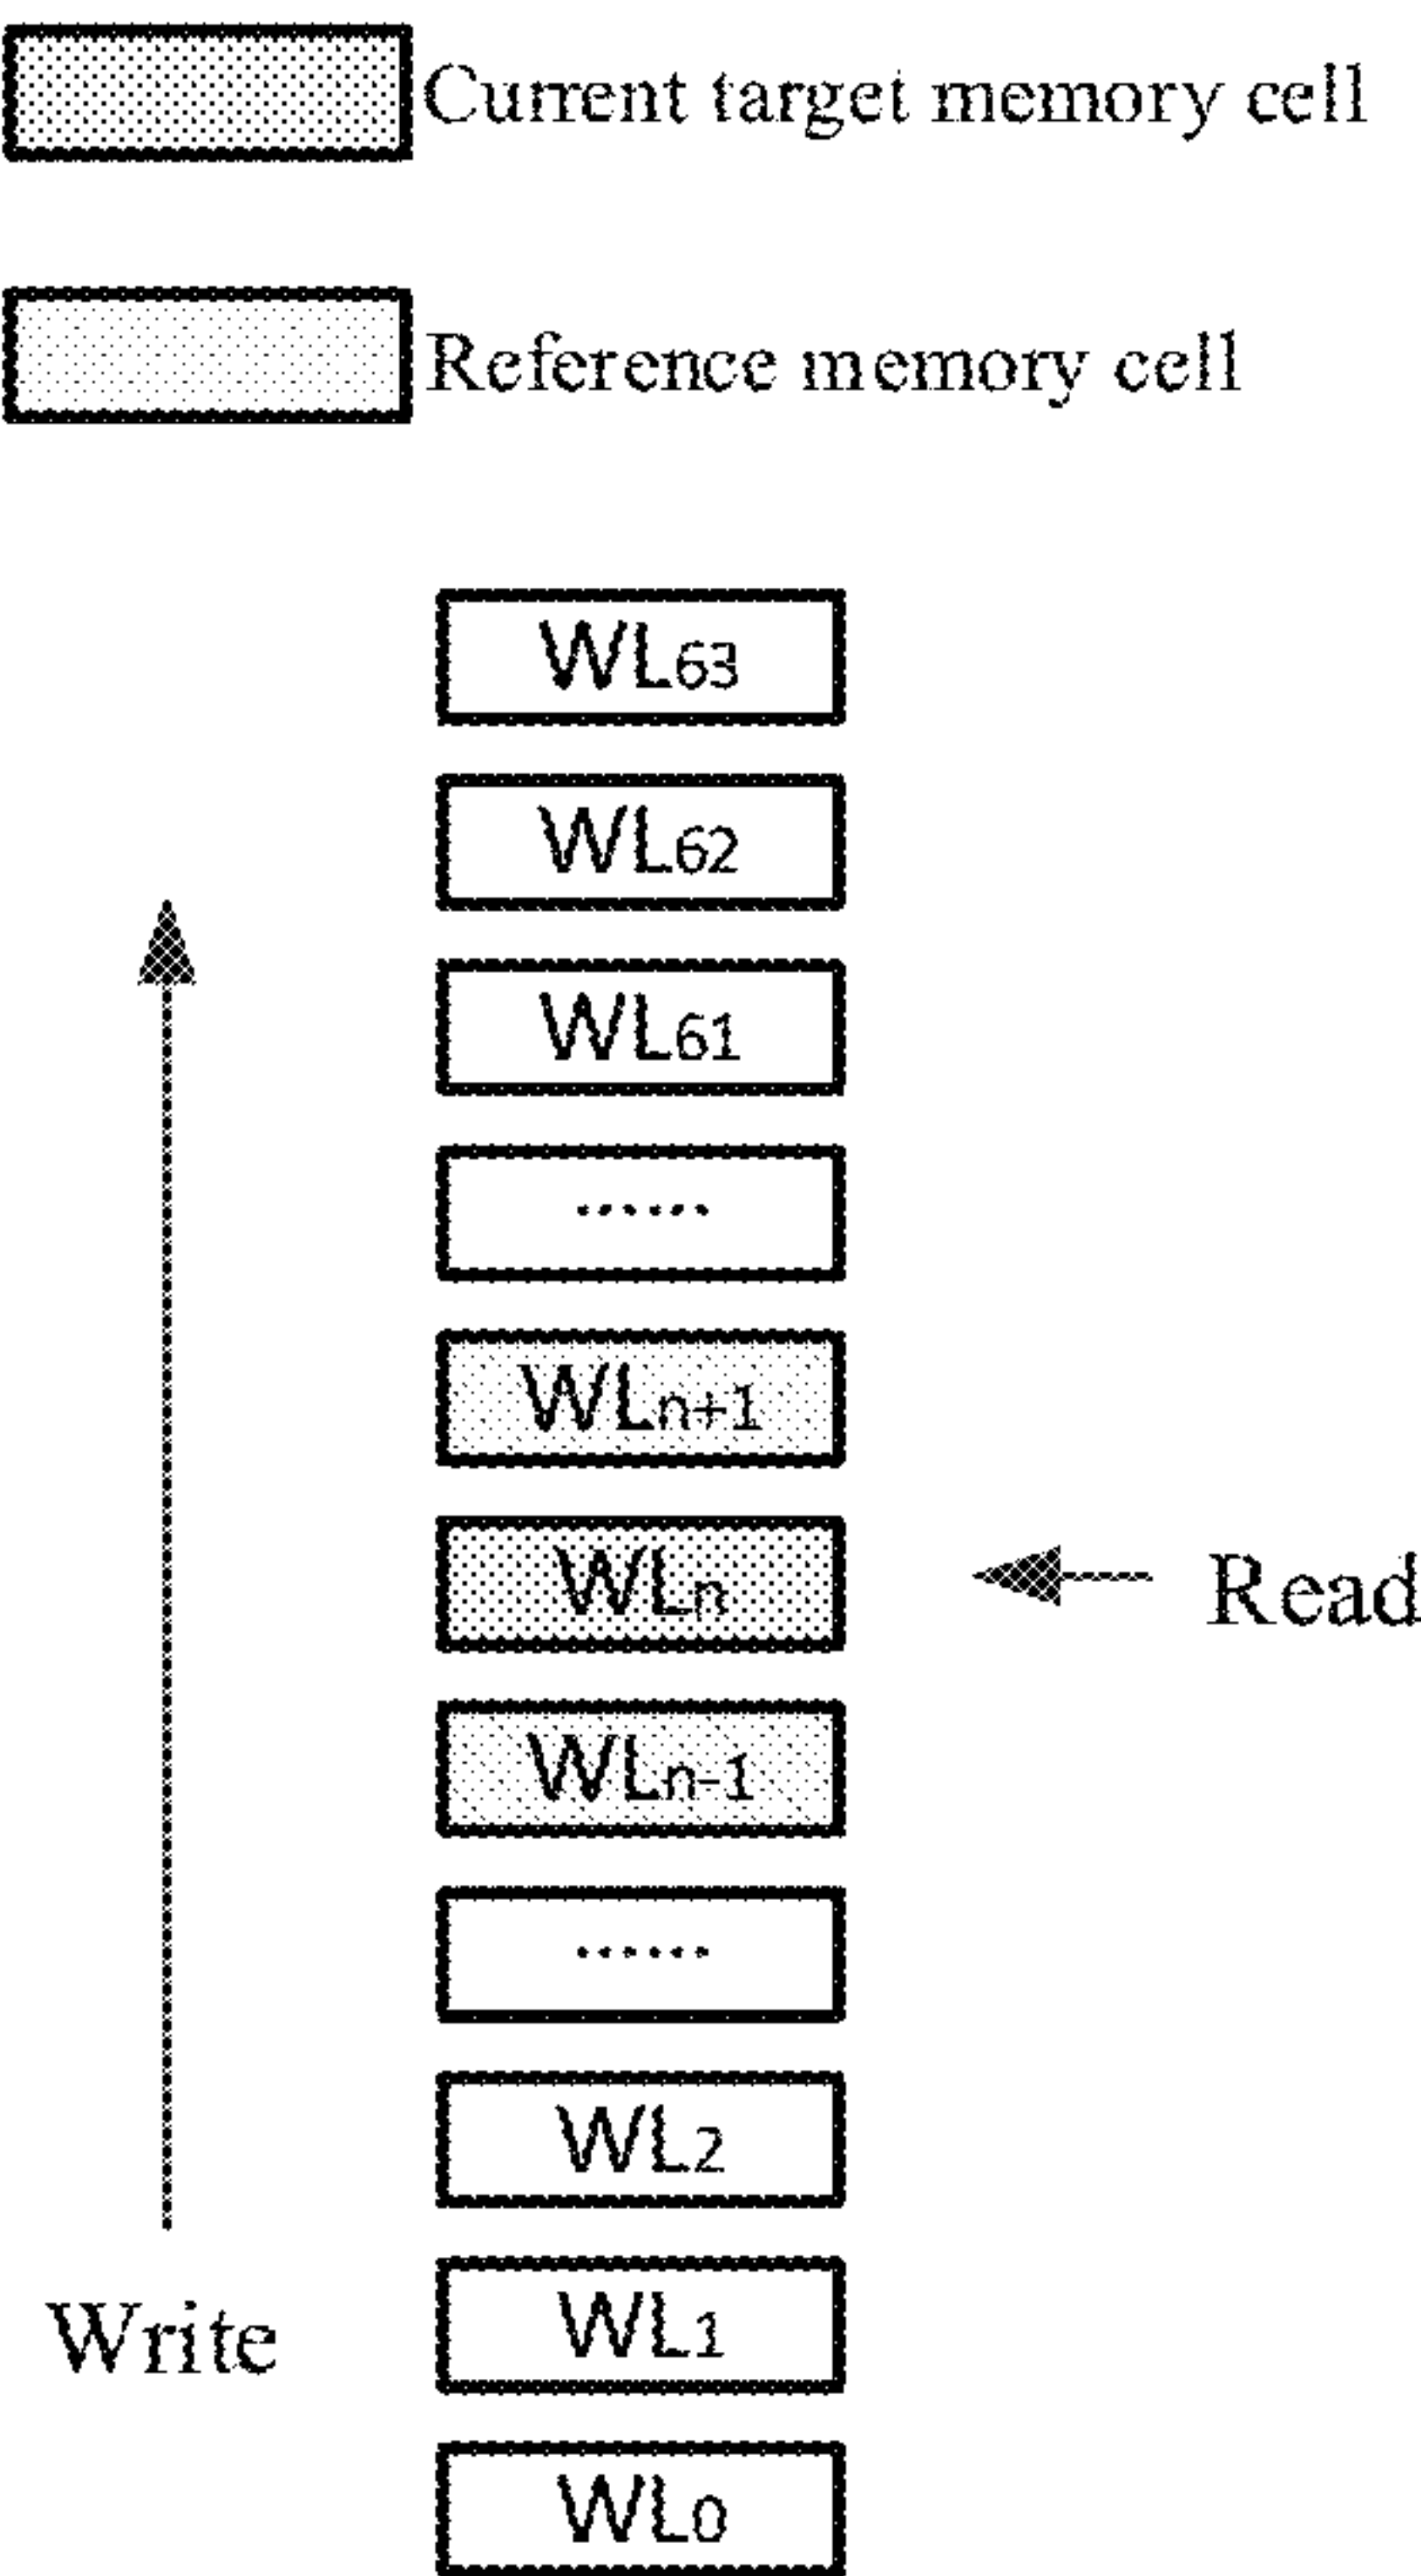 Current target memory cell
Reference memory cell
WL63
WL62
WL61
......
WLn+1
WLn
Read
WLn-1
......
WL2
WL1
Write
WL0